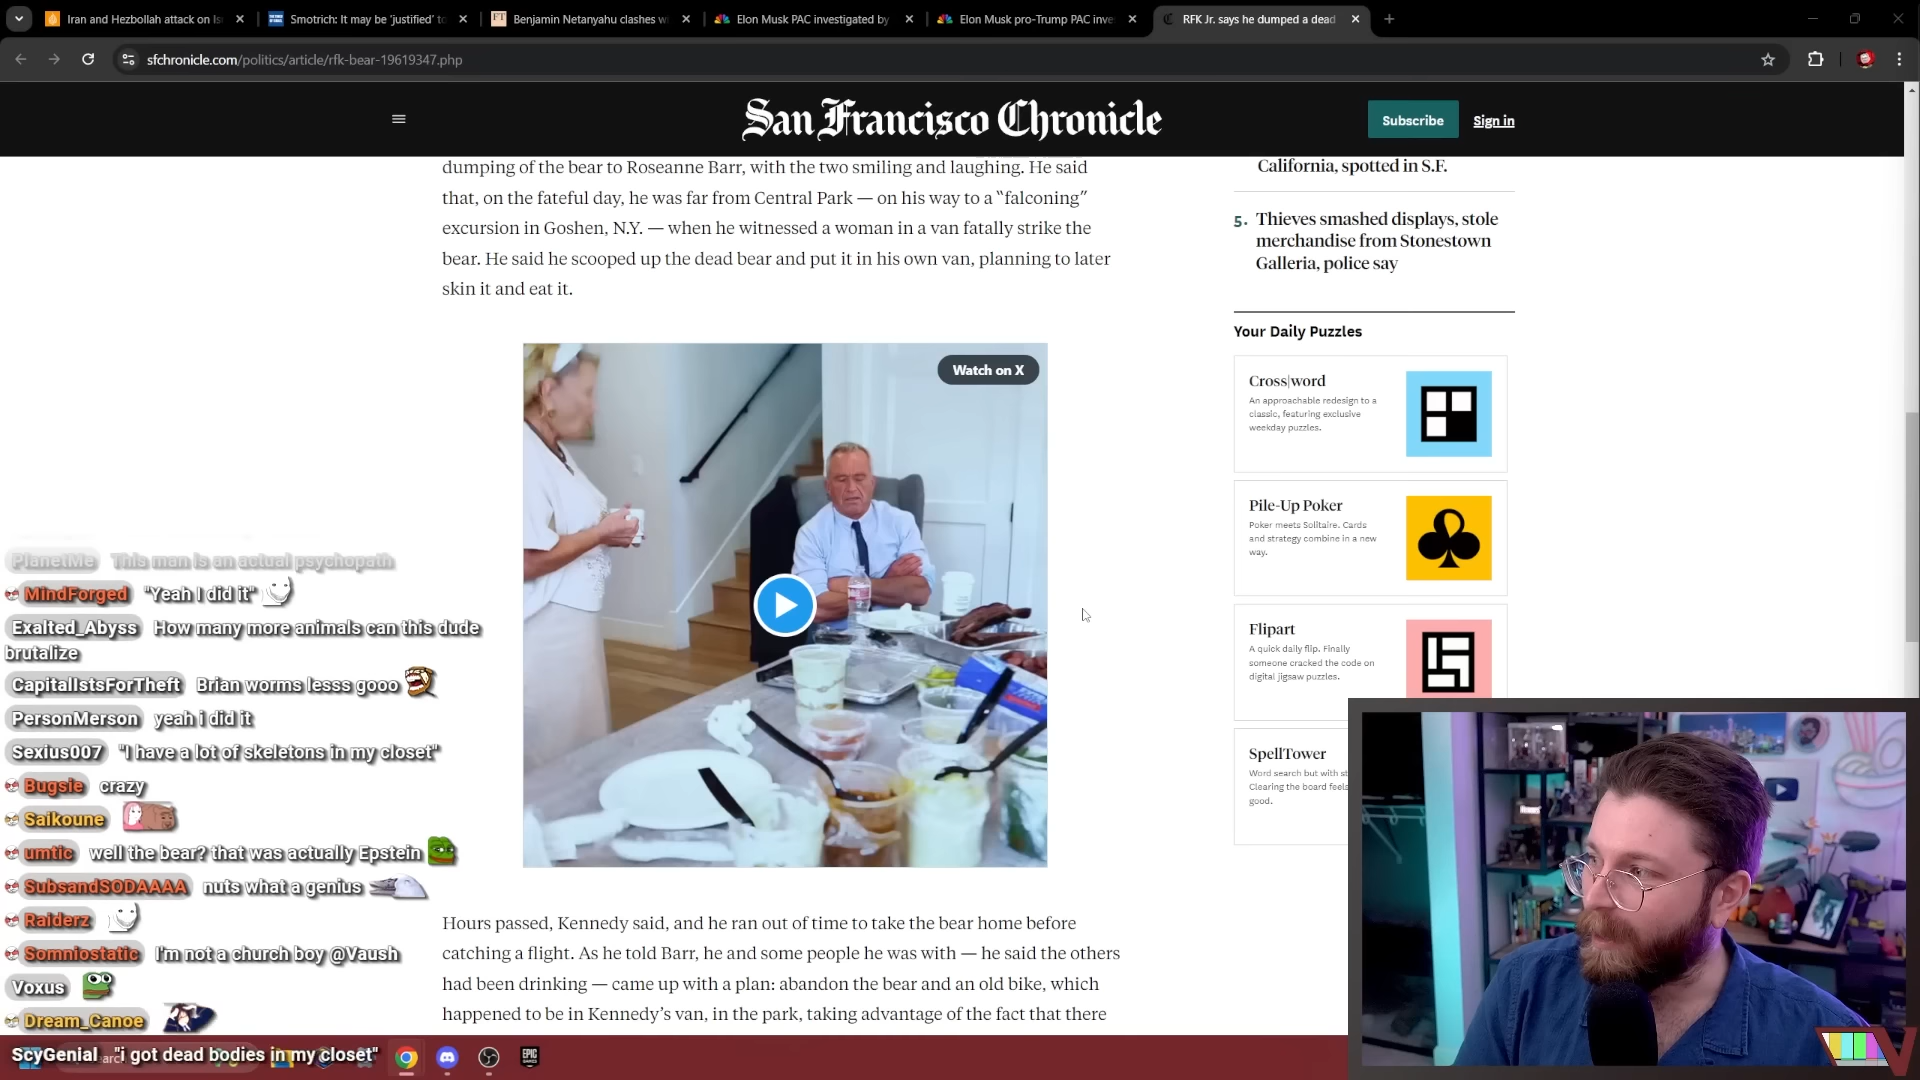 Iran and Hezbollah attack on Is
Smotrich: It may be 'justified' to
Benjamin Netanyahu clashes wi
Elon Musk PAC investigated by
Elon Musk pro-Trump PAC inve
RFK Jr. says he dumped a dead
sfchronicle.com/politics/article/rfk-bear-19619347.php
San Francisco Chronicle
Subscribe
Sign in
dumping of the bear to Roseanne Barr, with the two smiling and laughing. He said
that, on the fateful day, he was far from Central Park — on his way to a “falconing”
excursion in Goshen, N.Y. — when he witnessed a woman in a van fatally strike the
bear. He said he scooped up the dead bear and put it in his own van, planning to later
skin it and eat it.
Watch on X
Hours passed, Kennedy said, and he ran out of time to take the bear home before
catching a flight. As he told Barr, he and some people he was with — he said the others
had been drinking — came up with a plan: abandon the bear and an old bike, which
happened to be in Kennedy’s van, in the park, taking advantage of the fact that there
California, spotted in S.F.
5. Thieves smashed displays, stole
merchandise from Stonestown
Galleria, police say
Your Daily Puzzles
Cross|word
An approachable redesign to a
classic, featuring exclusive
weekday puzzles.
Pile-Up Poker
Poker meets Solitaire. Cards
and strategy combine in a new
way.
Flipart
A quick daily flip. Finally
someone cracked the code on
digital jigsaw puzzles.
SpellTower
Word search but with st
Clearing the board feels
good.
PlanetMe This man is an actual psychopath
MindForged "Yeah I did it"
Exalted_Abyss How many more animals can this dude
brutalize
CapitalIstsForTheft Brian worms lesss gooo
PersonMerson yeah i did it
Sexius007 "I have a lot of skeletons in my closet"
Bugsie crazy
Saikoune
umtic well the bear? that was actually Epstein
SubsandSODAAAA nuts what a genius
Raiderz
Somniostatic I'm not a church boy @Vaush
Voxus
Dream_Canoe
ScyGenial "i got dead bodies in my closet"
EPIC